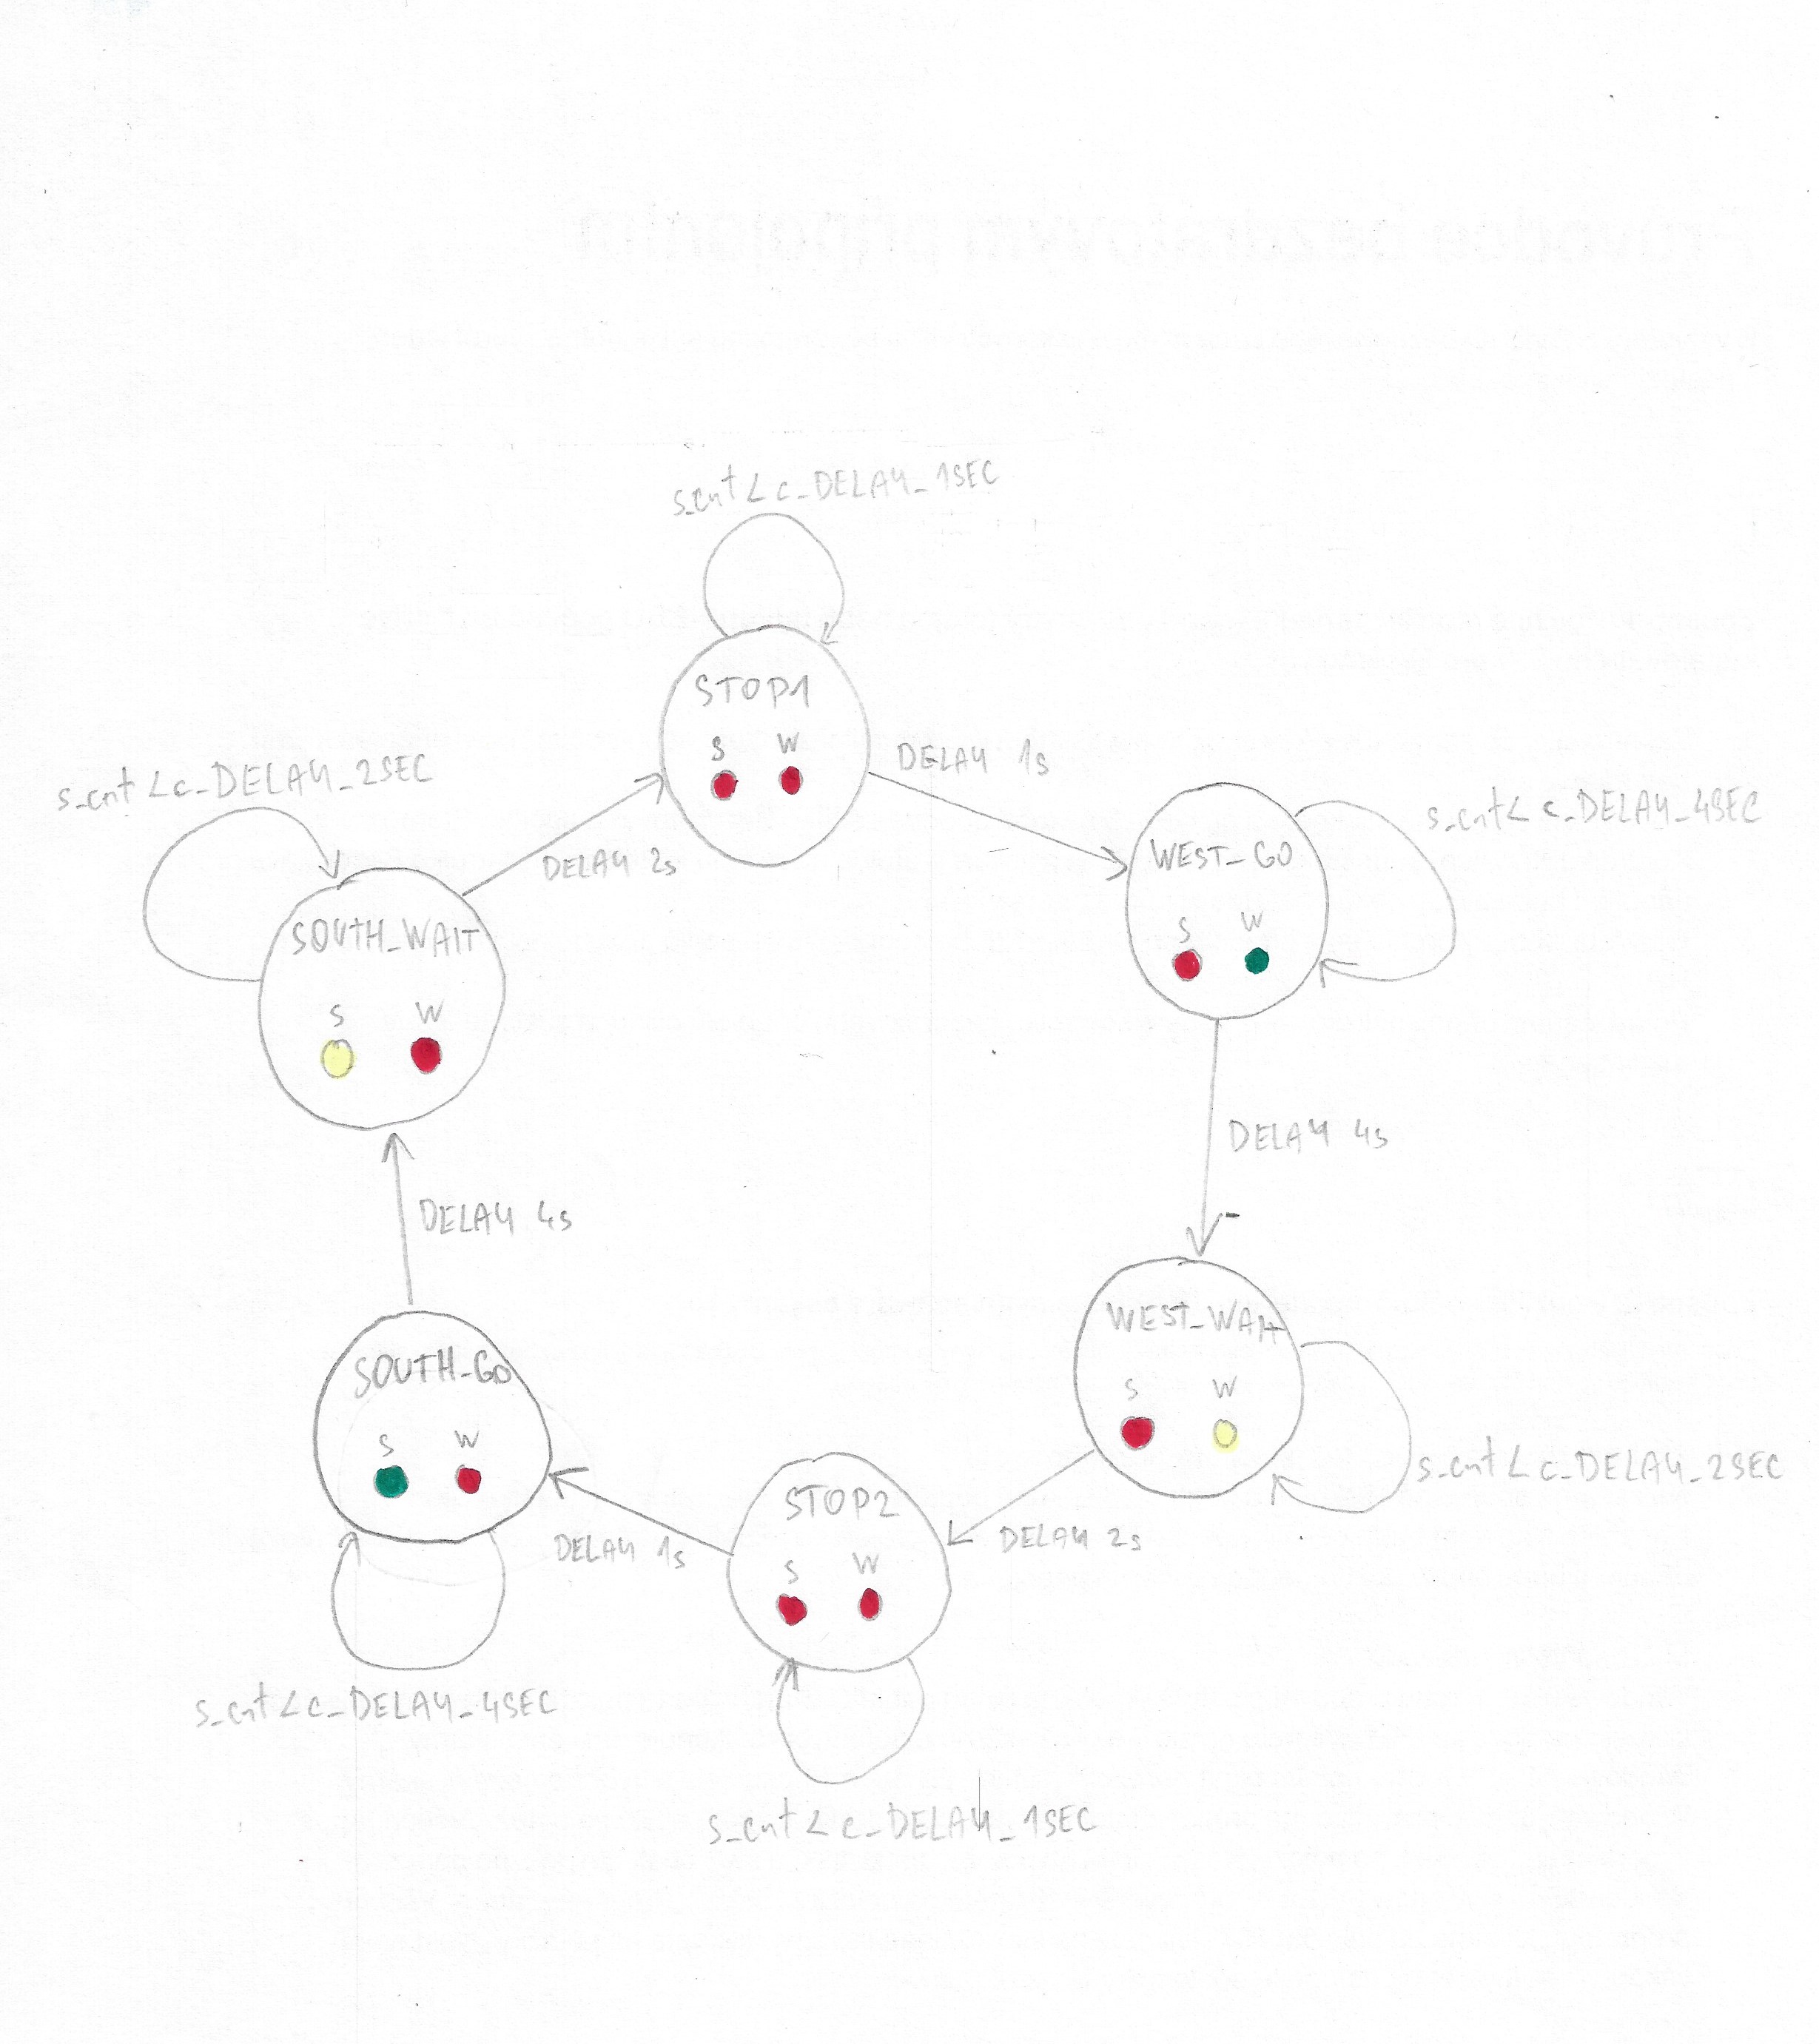 s_cnt < c_DELAY_1SEC
STOP1
S W
DELAY 1s
s_cnt < c_DELAY_2SEC
DELAY 2s
SOUTH_WAIT
S W
WEST_GO
S W
s_cnt < c_DELAY_4SEC
DELAY 4s
DELAY 4s
WEST_WAIT
S W
s_cnt < c_DELAY_2SEC
SOUTH_GO
S W
DELAY 1s
STOP2
S W
DELAY 2s
s_cnt < c_DELAY_4SEC
s_cnt < c_DELAY_1SEC